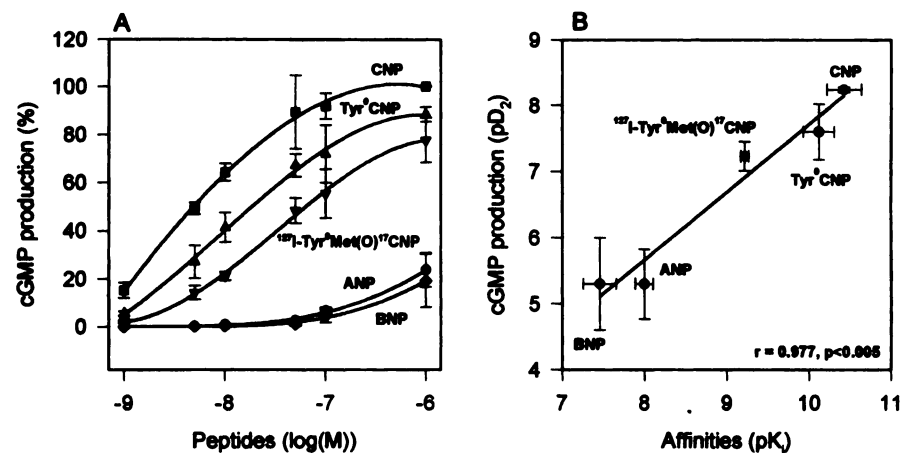 A
120
100
80
60
40
20
0
cGMP production (%)
CNP
Tyr⁰CNP
¹²⁷I-Tyr⁰Met(O)¹⁷CNP
ANP
BNP
-9
-8
-7
-6
Peptides (log(M))
B
9
8
7
6
5
4
cGMP production (pD₂)
CNP
¹²⁷I-Tyr⁰Met(O)¹⁷CNP
Tyr⁰CNP
ANP
BNP
r = 0.977, p<0.005
7
8
9
10
11
Affinities (pKᵢ)